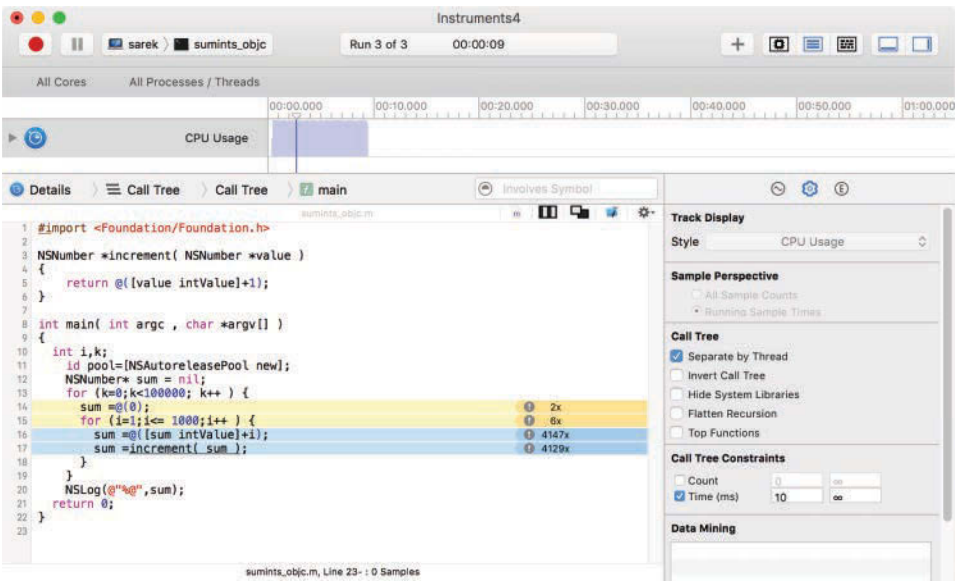 Instruments4
sarek sumints_objc Run 3 of 3 00:00:09
All Cores All Processes / Threads
00:00.000 00:10.000 00:20.000 00:30.000 00:40.000 00:50.000 01:00.000
CPU Usage
Details Call Tree Call Tree main Involves Symbol
sumints_objc.m
1 #import <Foundation/Foundation.h>
2
3 NSNumber *increment( NSNumber *value )
4 {
5 return @([value intValue]+1);
6 }
7
8 int main( int argc , char *argv[] )
9 {
10 int i,k;
11 id pool=[NSAutoreleasePool new];
12 NSNumber* sum = nil;
13 for (k=0;k<100000; k++ ) {
14 sum =@(0); 2x
15 for (i=1;i<= 1000;i++ ) { 6x
16 sum =@([sum intValue]+i); 4147x
17 sum =increment( sum ); 4129x
18 }
19 }
20 NSLog(@"%@",sum);
21 return 0;
22 }
23
sumints_objc.m, Line 23- : 0 Samples
Track Display
Style CPU Usage
Sample Perspective
All Sample Counts
Running Sample Times
Call Tree
Separate by Thread
Invert Call Tree
Hide System Libraries
Flatten Recursion
Top Functions
Call Tree Constraints
Count 0 ∞
Time (ms) 10 ∞
Data Mining